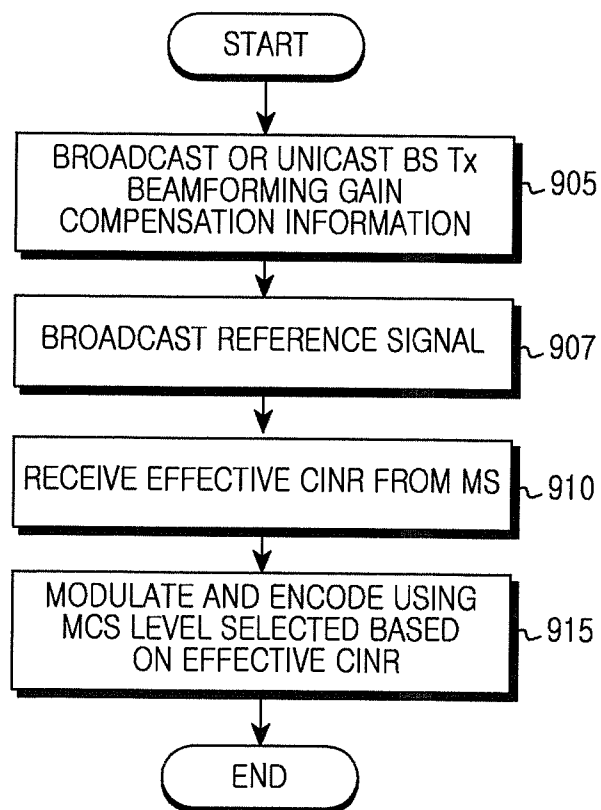 START
BROADCAST OR UNICAST BS Tx
BEAMFORMING GAIN
COMPENSATION INFORMATION
905
BROADCAST REFERENCE SIGNAL
907
RECEIVE EFFECTIVE CINR FROM MS
910
MODULATE AND ENCODE USING
MCS LEVEL SELECTED BASED
ON EFFECTIVE CINR
915
END